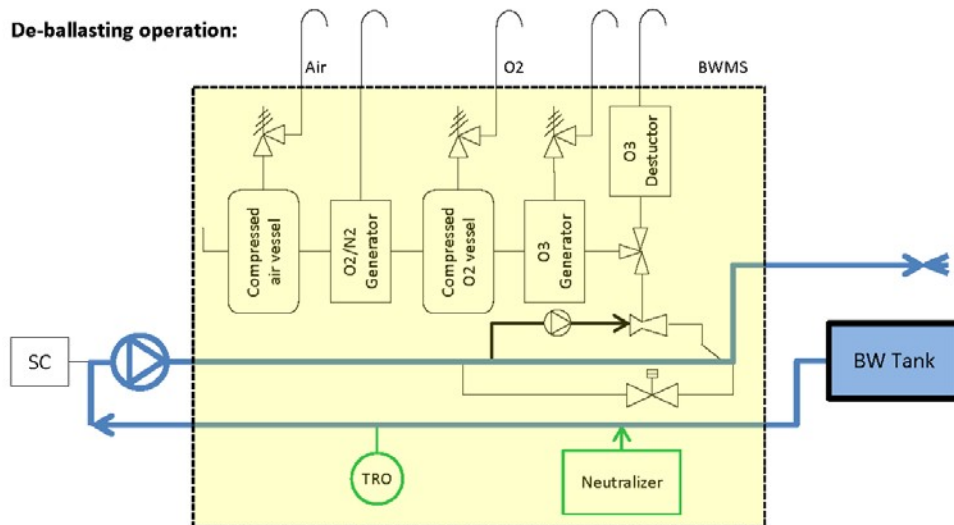 De-ballasting operation:
Air
O2
BWMS
O3
Destuctor
Compressed
air vessel
O2/N2
Generator
Compressed
O2 vessel
O3
Generator
SC
BW Tank
TRO
Neutralizer